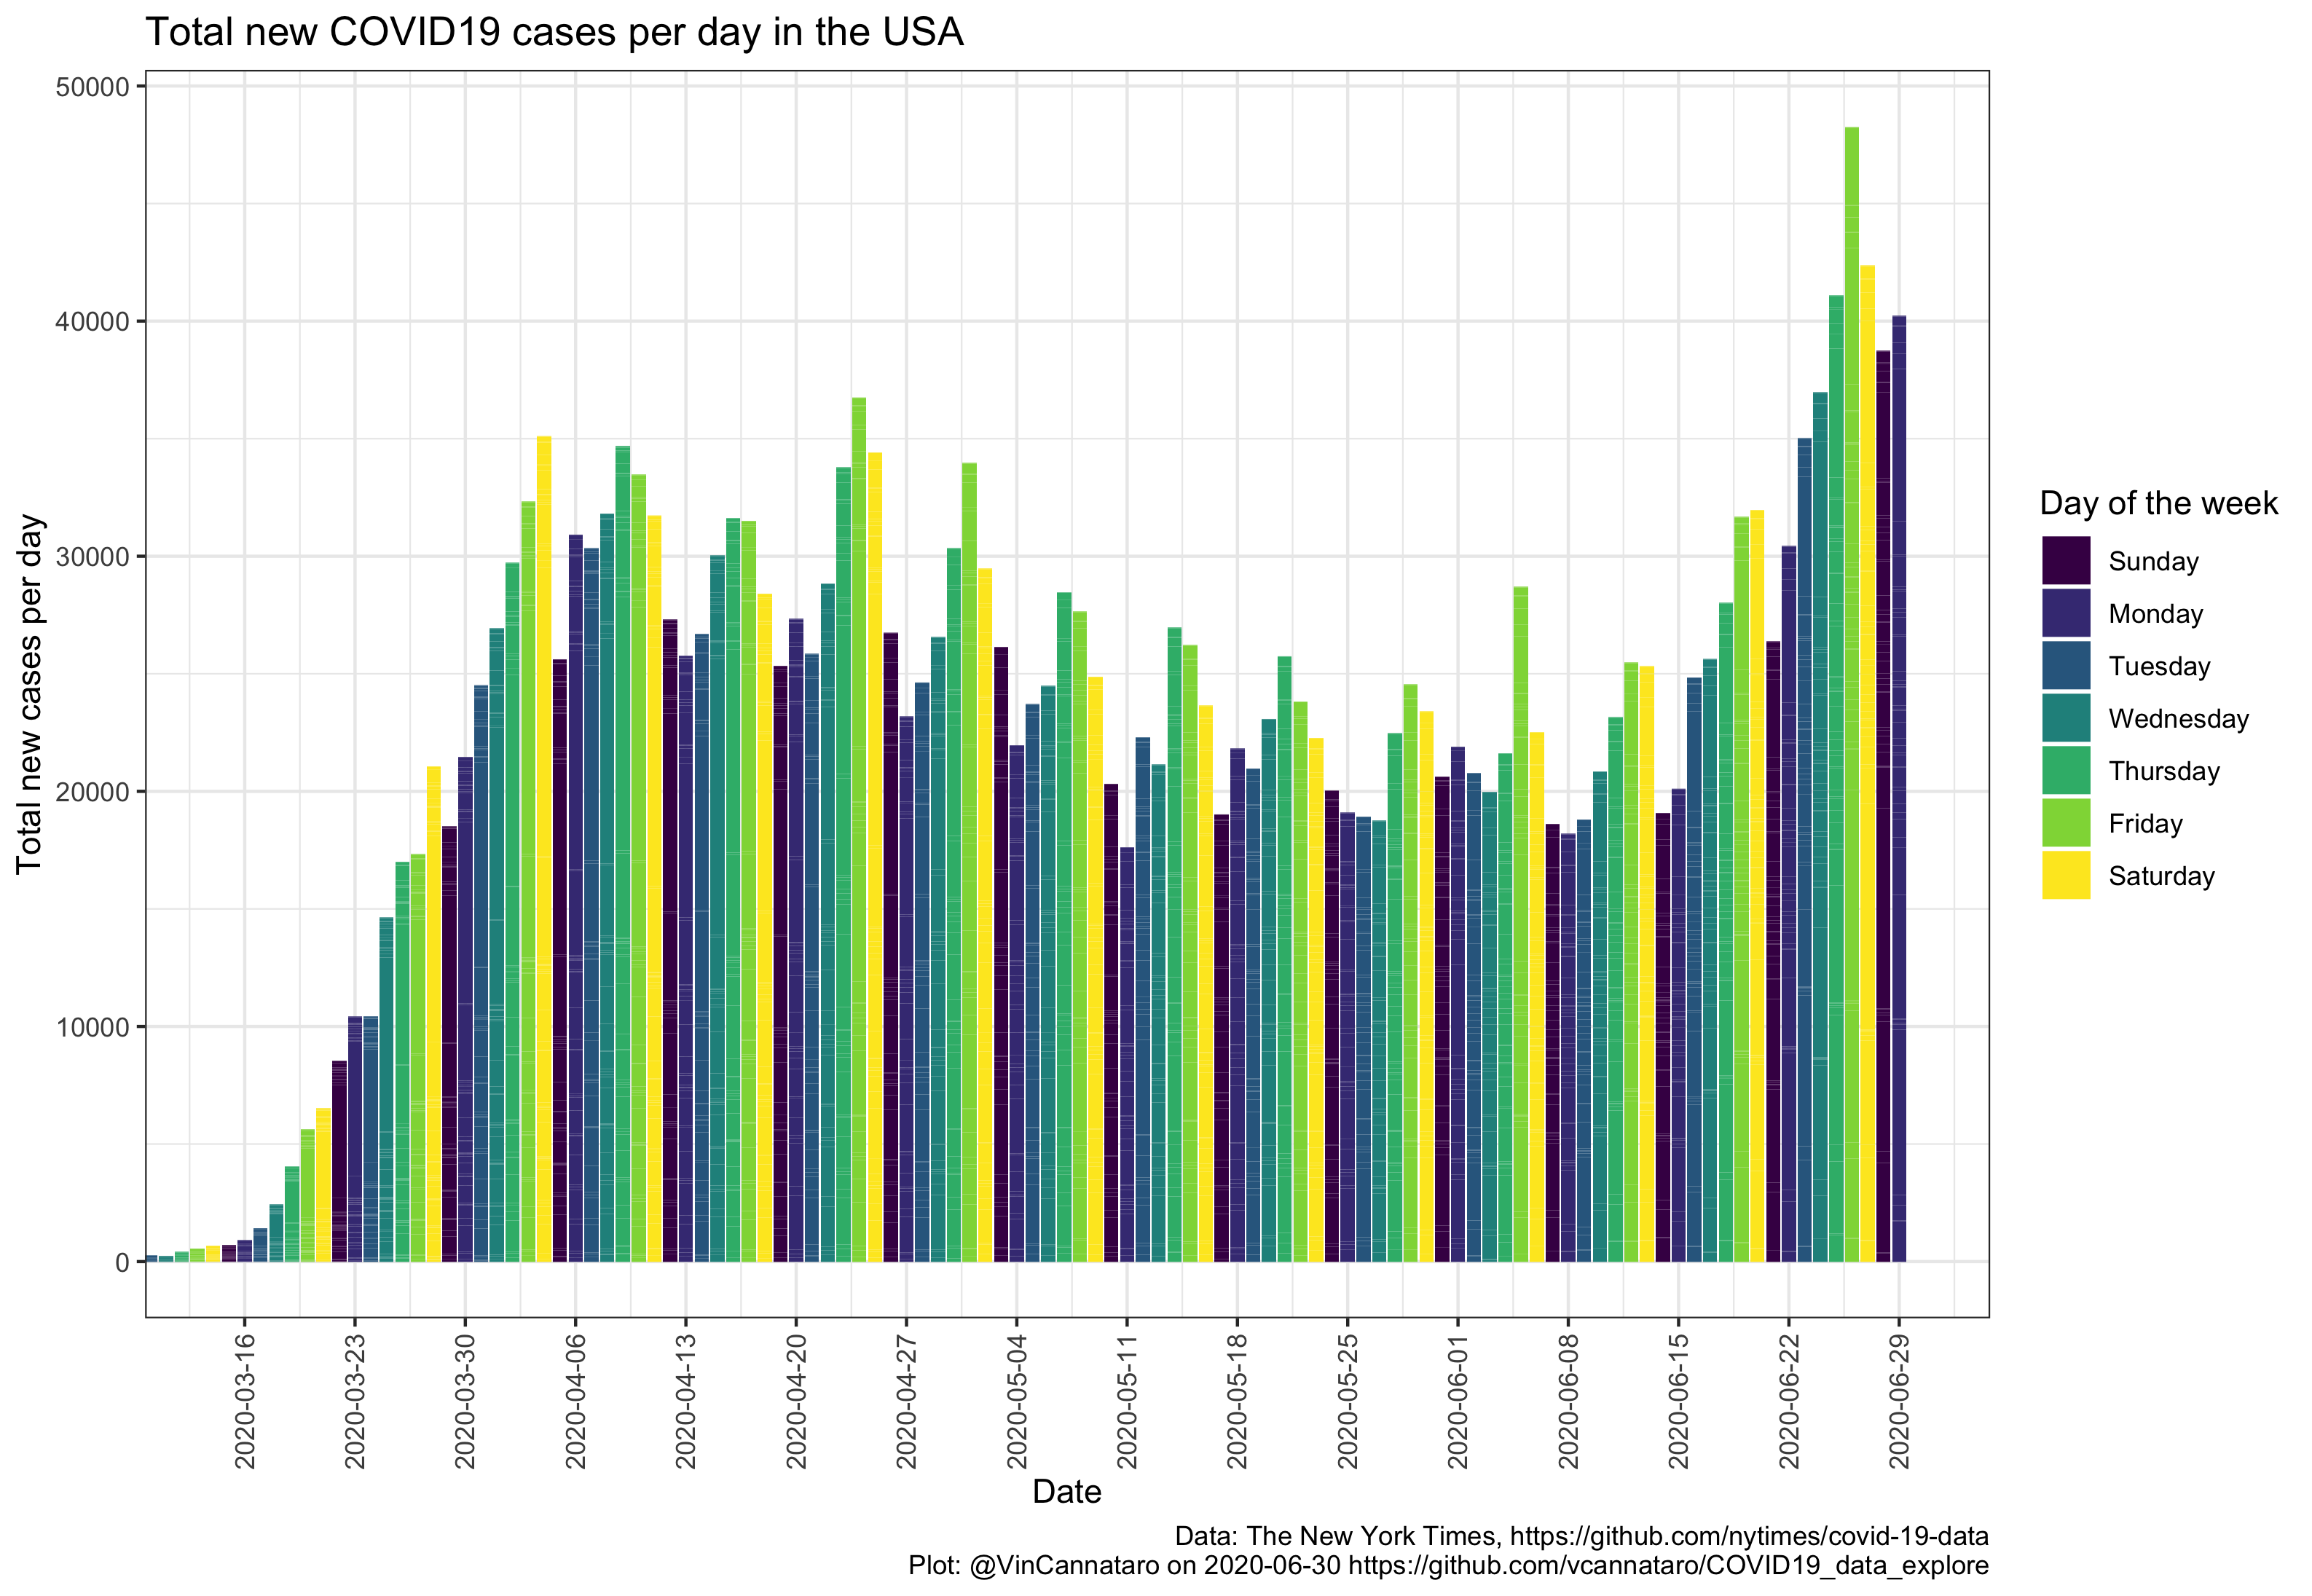 Total new COVID19 cases per day in the USA
Total new cases per day
50000
40000
30000
20000
10000
0
2020-03-16
2020-03-23
2020-03-30
2020-04-06
2020-04-13
2020-04-20
2020-04-27
2020-05-04
2020-05-11
2020-05-18
2020-05-25
2020-06-01
2020-06-08
2020-06-15
2020-06-22
2020-06-29
Date
Day of the week
Sunday
Monday
Tuesday
Wednesday
Thursday
Friday
Saturday
Data: The New York Times, https://github.com/nytimes/covid-19-data
Plot: @VinCannataro on 2020-06-30 https://github.com/vcannataro/COVID19_data_explore